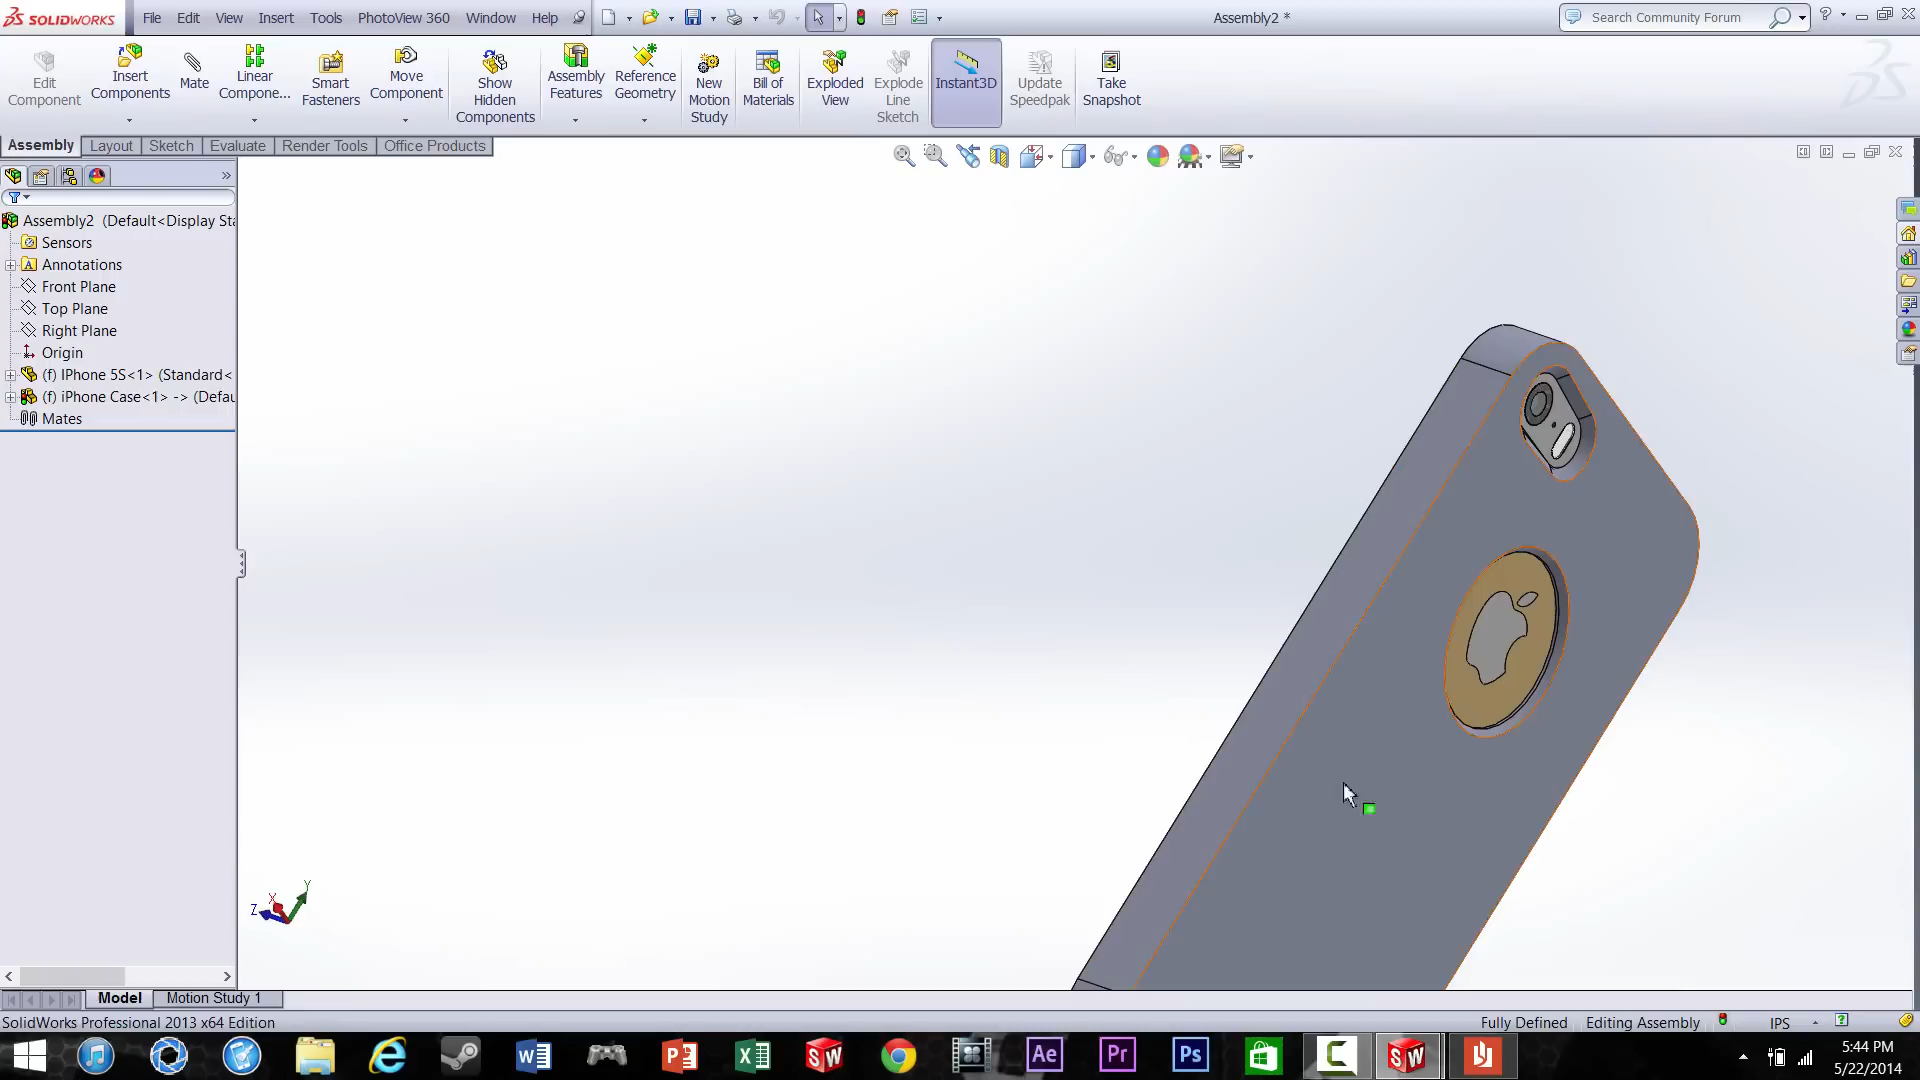 SOLIDWORKS File Edit View Insert Tools PhotoView 360 Window Help Assembly2 * Search Community Forum ?
Edit Component
Insert Components
Mate
Linear Compone...
Smart Fasteners
Move Component
Show Hidden Components
Assembly Features
Reference Geometry
New Motion Study
Bill of Materials
Exploded View
Explode Line Sketch
Instant3D
Update Speedpak
Take Snapshot
Assembly Layout Sketch Evaluate Render Tools Office Products
Assembly2 (Default<Display Sta
Sensors
Annotations
Front Plane
Top Plane
Right Plane
Origin
(f) IPhone 5S<1> (Standard<
(f) iPhone Case<1> -> (Defau
Mates
Y
X
Z
Model Motion Study 1
SolidWorks Professional 2013 x64 Edition Fully Defined Editing Assembly IPS
5:44 PM
5/22/2014